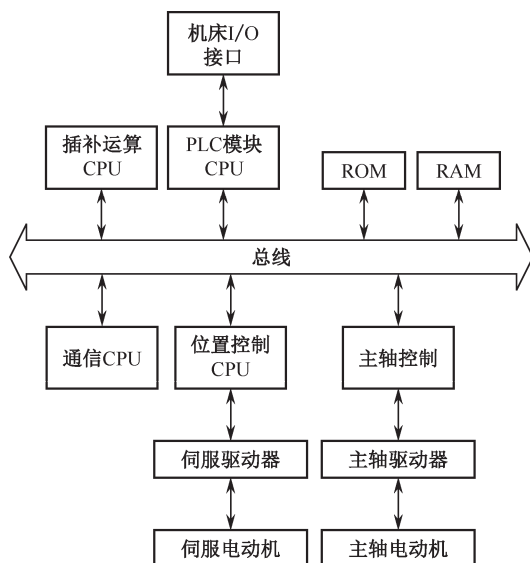 机床I/O
接口
插补运算
CPU
PLC模块
CPU
ROM
RAM
总线
通信CPU
位置控制
CPU
主轴控制
伺服驱动器
主轴驱动器
伺服电动机
主轴电动机